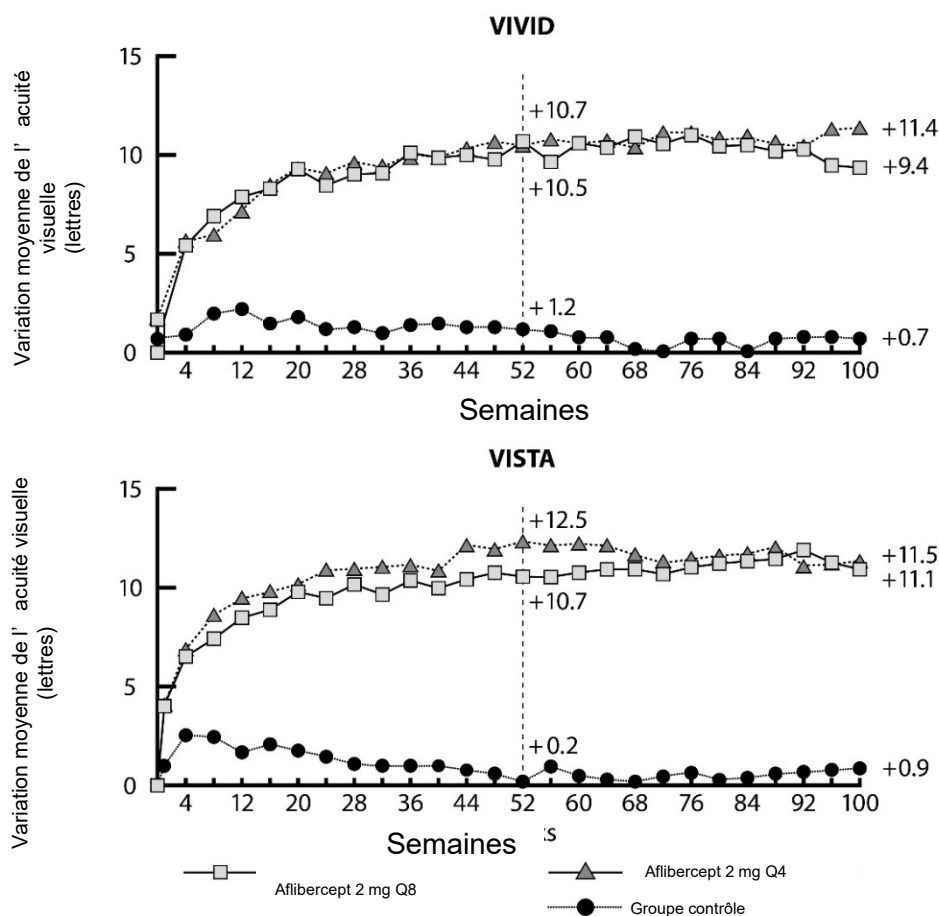 VIVID
Variation moyenne de l’ acuité
visuelle
(lettres)
15
10
5
0
+10.7
+10.5
+1.2
+11.4
+9.4
+0.7
4 12 20 28 36 44 52 60 68 76 84 92 100
Semaines
VISTA
Variation moyenne de l’ acuité visuelle
(lettres)
15
10
5
0
+12.5
+10.7
+0.2
+11.5
+11.1
+0.9
4 12 20 28 36 44 52 60 68 76 84 92 100
Semaines
Aflibercept 2 mg Q8
Aflibercept 2 mg Q4
Groupe contrôle